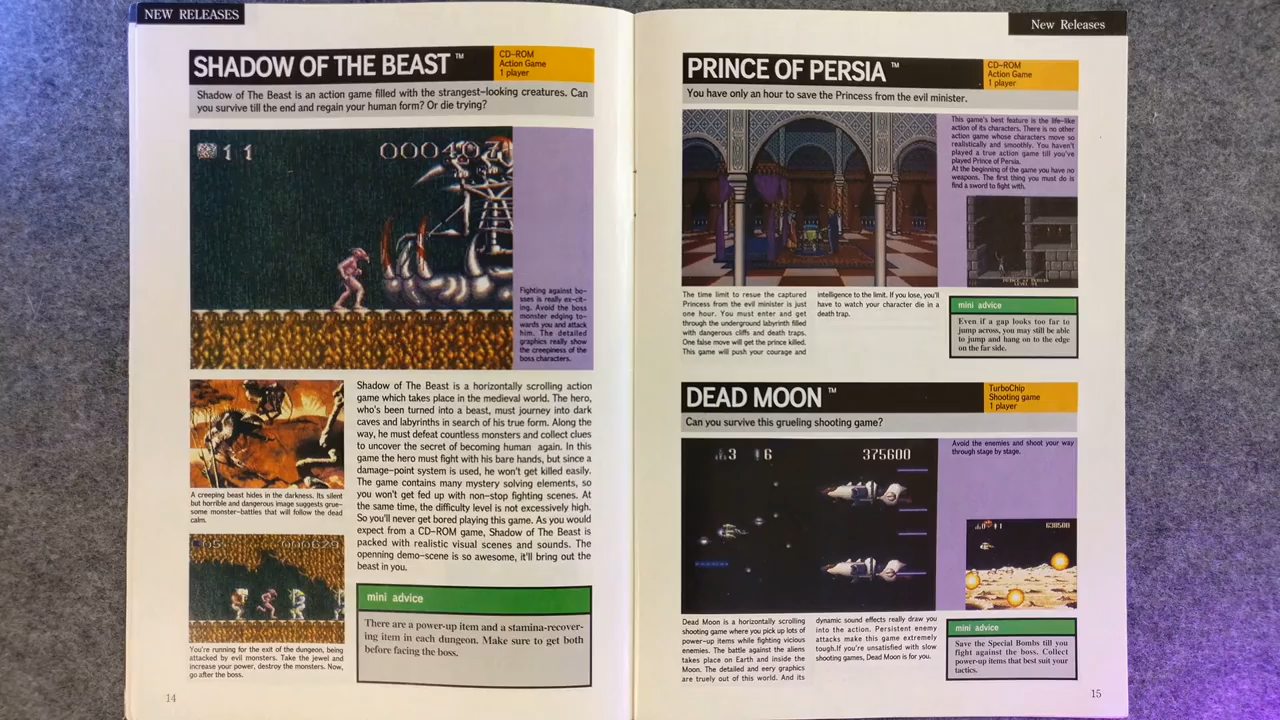 NEW RELEASES
SHADOW OF THE BEAST ™
CD-ROM
Action Game
1 player
Shadow of The Beast is an action game filled with the strangest-looking creatures. Can
you survive till the end and regain your human form? Or die trying?
11
000407
Fighting against bo-
sses is really ex-cit-
ing. Avoid the boss
monster edging to-
wards you and attack
him. The detailed
graphics really show
the creepiness of the
boss characters.
A creeping beast hides in the darkness. Its silent
but horrible and dangerous image suggests grue-
some monster-battles that will follow the dead
calm.
You're running for the exit of the dungeon, being
attacked by evil monsters. Take the jewel and
increase your power, destroy the monsters. Now,
go after the boss.
Shadow of The Beast is a horizontally scrolling action
game which takes place in the medieval world. The hero,
who's been turned into a beast, must journey into dark
caves and labyrinths in search of his true form. Along the
way, he must defeat countless monsters and collect clues
to uncover the secret of becoming human again. In this
game the hero must fight with his bare hands, but since a
damage-point system is used, he won't get killed easily.
The game contains many mystery solving elements, so
you won't get fed up with non-stop fighting scenes. At
the same time, the difficulty level is not excessively high.
So you'll never get bored playing this game. As you would
expect from a CD-ROM game, Shadow of The Beast is
packed with realistic visual scenes and sounds. The
openning demo-scene is so awesome, it'll bring out the
beast in you.
mini advice
There are a power-up item and a stamina-recover-
ing item in each dungeon. Make sure to get both
before facing the boss.
14
New Releases
PRINCE OF PERSIA ™
CD-ROM
Action Game
1 player
You have only an hour to save the Princess from the evil minister.
This game's best feature is the life-like
action of its characters. There is no other
action game whose characters move so
realistically and smoothly. You haven't
played a true action game till you've
played Prince of Persia.
At the beginning of the game you have no
weapons. The first thing you must do is
find a sword to fight with.
PRINCE OF PERSIA
The time limit to resue the captured
Princess from the evil minister is just
one hour. You must enter and get
through the underground labyrinth filled
with dangerous cliffs and death traps.
One false move will get the prince killed.
This game will push your courage and
intelligence to the limit. If you lose, you'll
have to watch your character die in a
death trap.
mini advice
Even if a gap looks too far to
jump across, you may still be able
to jump and hang on to the edge
on the far side.
DEAD MOON ™
TurboChip
Shooting game
1 player
Can you survive this grueling shooting game?
3 6 375600
Avoid the enemies and shoot your way
through stage by stage.
Dead Moon is a horizontally scrolling
shooting game where you pick up lots of
power-up items while fighting vicious
enemies. The battle against the aliens
takes place on Earth and inside the
Moon. The detailed and eery graphics
are truely out of this world. And its
dynamic sound effects really draw you
into the action. Persistent enemy
attacks make this game extremely
tough.If you're unsatisfied with slow
shooting games, Dead Moon is for you.
mini advice
Save the Special Bombs till you
fight against the boss. Collect
power-up items that best suit your
tactics.
15